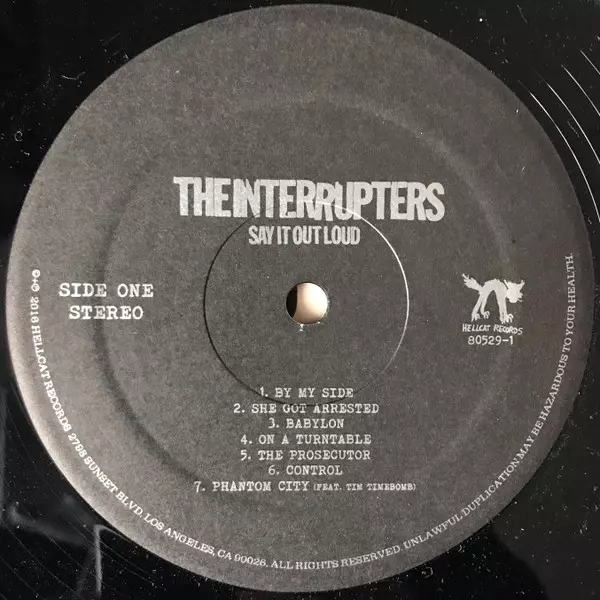 THE INTERRUPTERS
SAY IT OUT LOUD
SIDE ONE
STEREO
HELLCAT RECORDS
80529-1
1. BY MY SIDE
2. SHE GOT ARRESTED
3. BABYLON
4. ON A TURNTABLE
5. THE PROSECUTOR
6. CONTROL
7. PHANTOM CITY (FEAT. TIM TIMEBOMB)
℗+© 2016 HELLCAT RECORDS 2798 SUNSET BLVD. LOS ANGELES, CA 90026. ALL RIGHTS RESERVED. UNLAWFUL DUPLICATION MAY BE HAZARDOUS TO YOUR HEALTH.